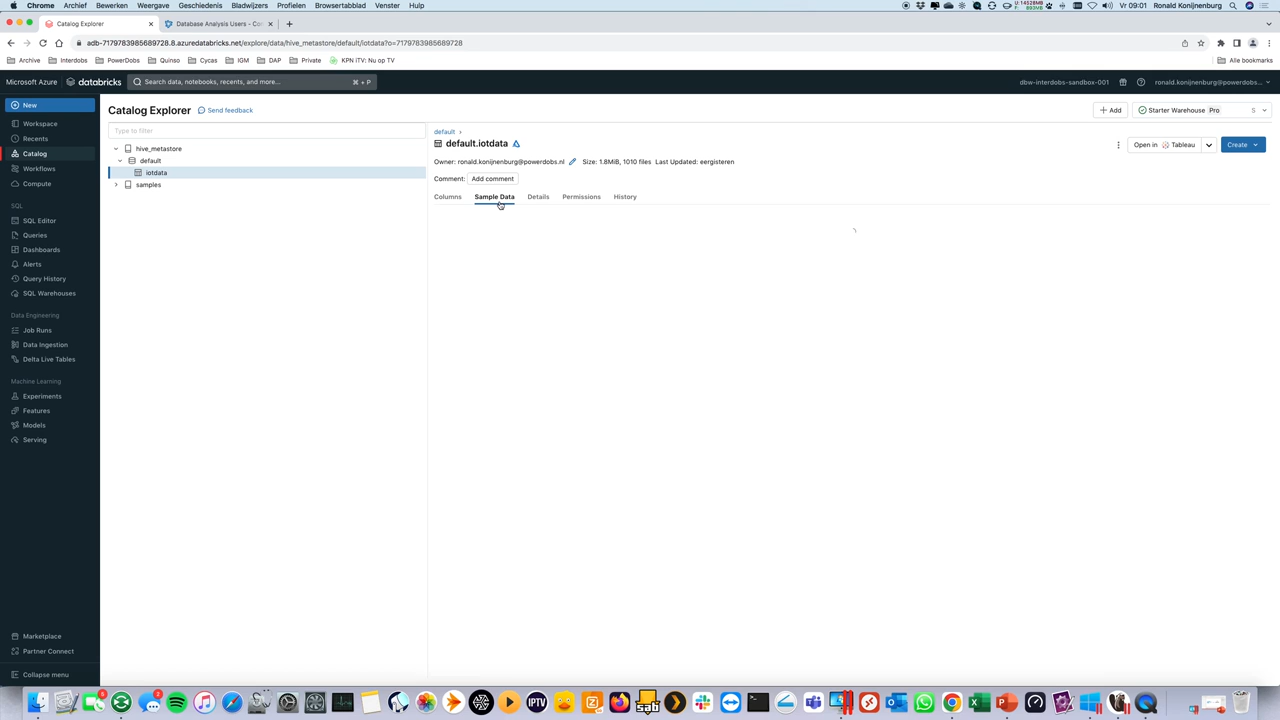 Chrome Archief Bewerken Weergave Geschiedenis Bladwijzers Profielen Browsertabblad Venster Help Vr 09:01 Ronald Konijnenburg
Catalog Explorer Database Analysis Users - Co
adb-7179783985689728.8.azuredatabricks.net/explore/data/hive_metastore/default/iotdata?o=7179783985689728
Archive Interdobs PowerDobs Quinso Cycas IGM DAP Private KPN iTV: Nu op TV Alle bookmarks
Microsoft Azure databricks Search data, notebooks, recents, and more... ⌘ + P dbw-interdobs-sandbox-001 ronald.konijnenburg@powerdobs...
New
Workspace
Recents
Catalog
Workflows
Compute
SQL
SQL Editor
Queries
Dashboards
Alerts
Query History
SQL Warehouses
Data Engineering
Job Runs
Data Ingestion
Delta Live Tables
Machine Learning
Experiments
Features
Models
Serving
Marketplace
Partner Connect
Collapse menu
Catalog Explorer Send feedback
Add Starter Warehouse Pro S
Type to filter
hive_metastore
default
iotdata
samples
default ›
default.iotdata
Open in Tableau Create
Owner: ronald.konijnenburg@powerdobs.nl Size: 1.8MiB, 1010 files Last Updated: eergisteren
Comment: Add comment
Columns Sample Data Details Permissions History